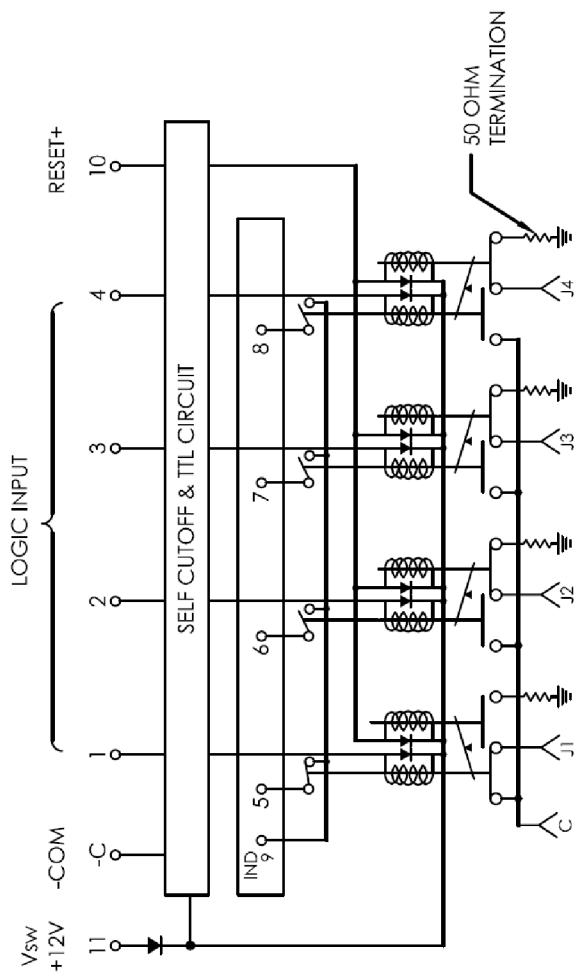 LOGIC INPUT
Vsw
+12V
-COM
RESET+
11
-C
1
2
3
4
10
SELF CUTOFF & TTL CIRCUIT
IND
9
5
6
7
8
50 OHM
TERMINATION
C
J1
J2
J3
J4